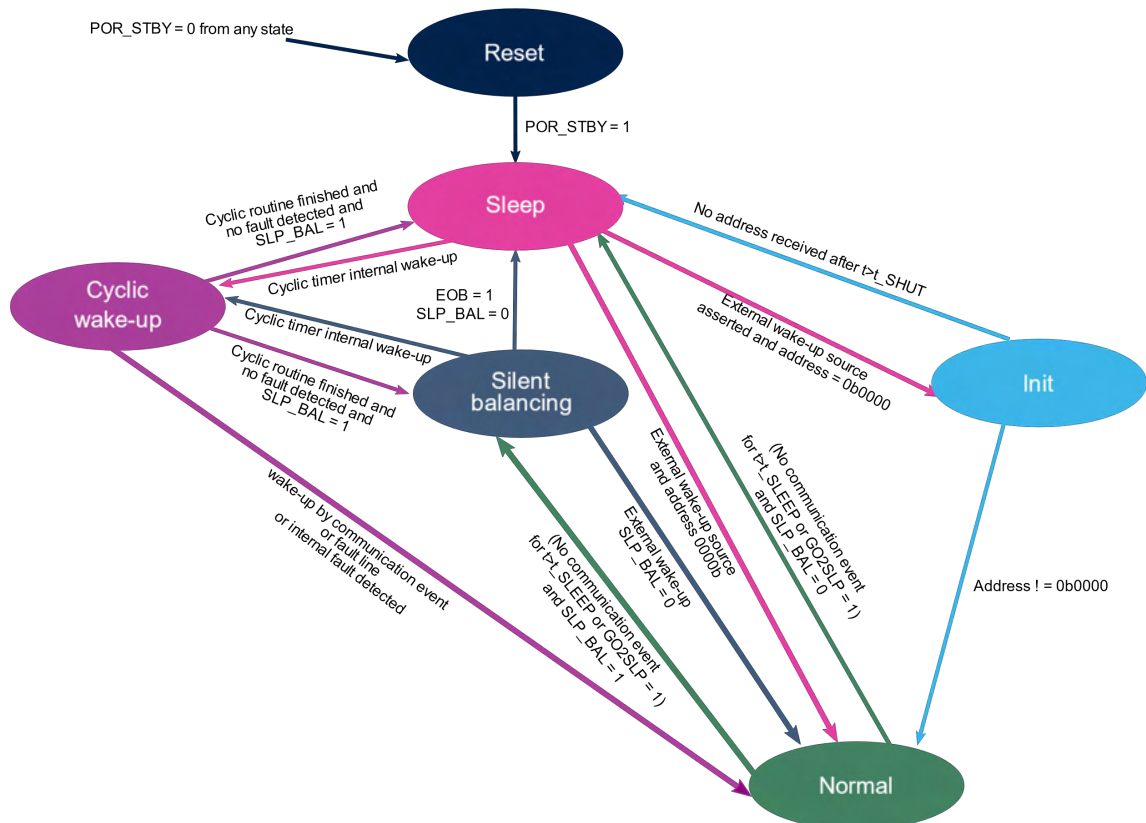 POR_STBY = 0 from any state
Reset
POR_STBY = 1
Sleep
Cyclic routine finished and
no fault detected and
SLP_BAL = 1
Cyclic timer internal wake-up
No address received after t>t_SHUT
External wake-up source
asserted and address = 0b0000
Cyclic
wake-up
EOB = 1
SLP_BAL = 0
Cyclic timer internal wake-up
Cyclic routine finished and
no fault detected and
SLP_BAL = 1
Silent
balancing
Init
wake-up by communication event
or fault line
or internal fault detected
(No communication event
for t>t_SLEEP or GO2SLP = 1)
and SLP_BAL = 1
External wake-up
SLP_BAL = 0
External wake-up source
and address 0000b
(No communication event
for t>t_SLEEP or GO2SLP = 1)
and SLP_BAL = 0
Address ! = 0b0000
Normal